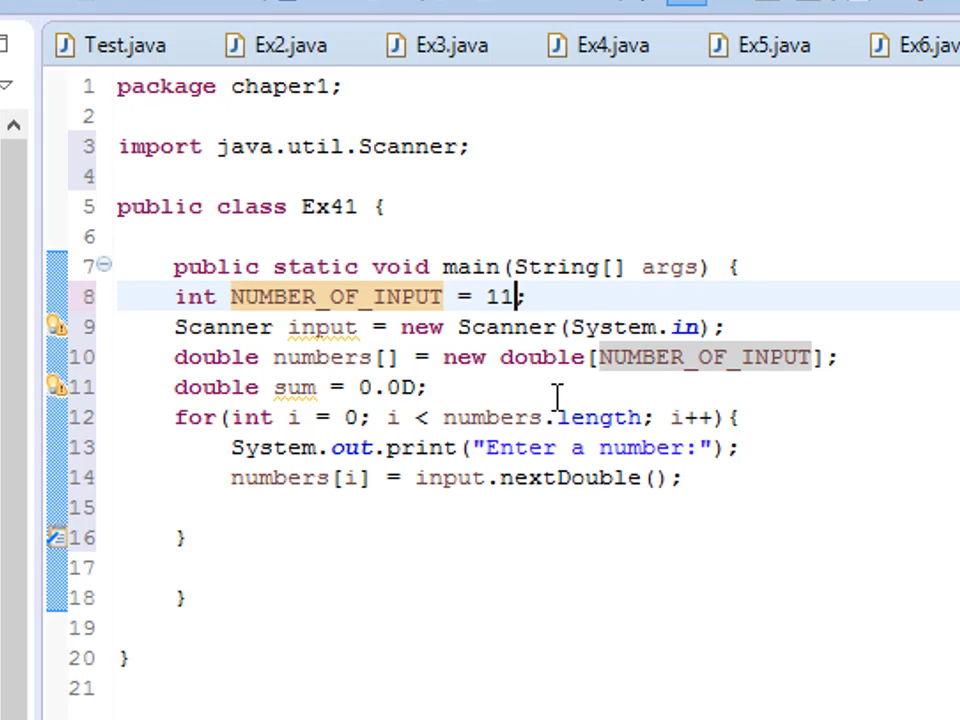 Test.java Ex2.java Ex3.java Ex4.java Ex5.java Ex6.jav
1 package chaper1;
2
3 import java.util.Scanner;
4
5 public class Ex41 {
6
7 public static void main(String[] args) {
8 int NUMBER_OF_INPUT = 11;
9 Scanner input = new Scanner(System.in);
10 double numbers[] = new double[NUMBER_OF_INPUT];
11 double sum = 0.0D;
12 for(int i = 0; i < numbers.length; i++){
13 System.out.print("Enter a number:");
14 numbers[i] = input.nextDouble();
15
16 }
17
18 }
19
20 }
21